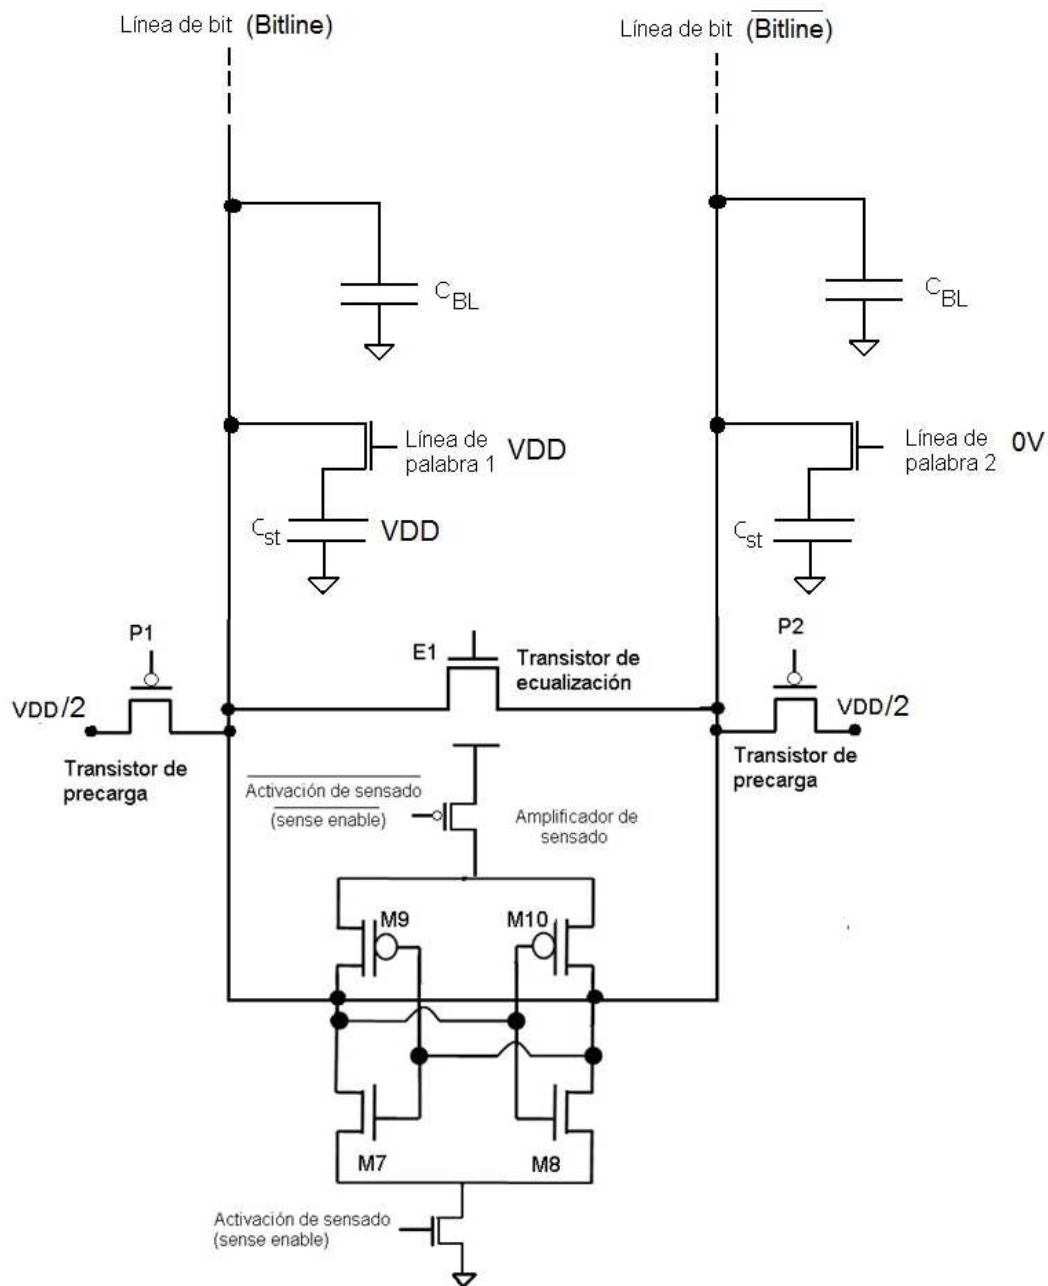 Línea de bit (Bitline)
Línea de bit (Bitline)
CBL
CBL
Línea de
palabra 1 VDD
Línea de
palabra 2 0V
Cst VDD
Cst
P1
E1
Transistor de
ecualización
P2
VDD/2
VDD/2
Transistor de
precarga
Transistor de
precarga
Activación de sensado
(sense enable)
Amplificador de
sensado
M9
M10
M7
M8
Activación de sensado
(sense enable)